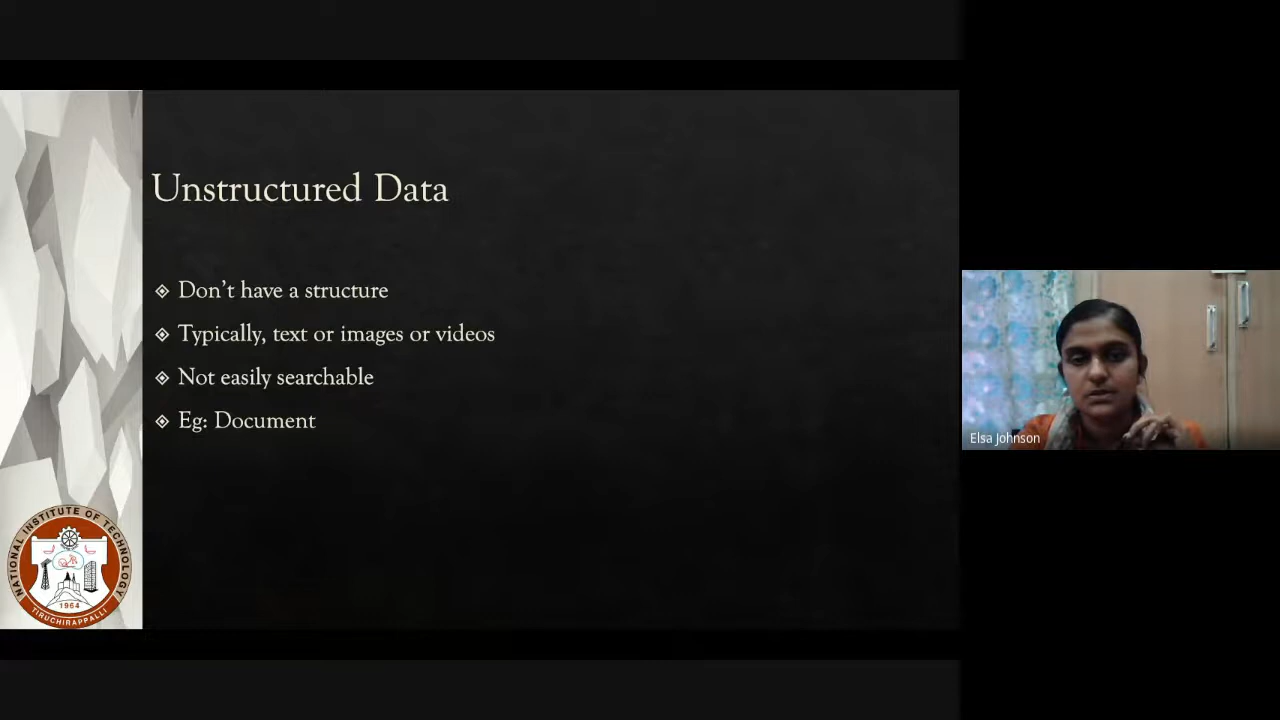 Unstructured Data
Don't have a structure
Typically, text or images or videos
Not easily searchable
Eg: Document
NATIONAL INSTITUTE OF TECHNOLOGY
1964
TIRUCHIRAPPALLI
Elsa Johnson